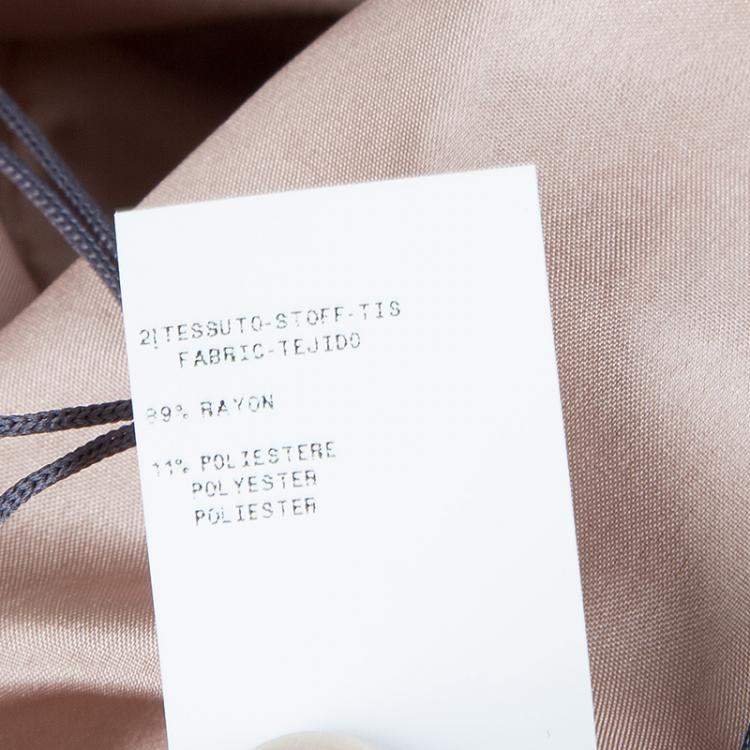 2)TESSUTO-STOFF-TIS
FABRIC-TEJIDO
89% RAYON
11% POLIESTERE
POLYESTER
POLIESTER